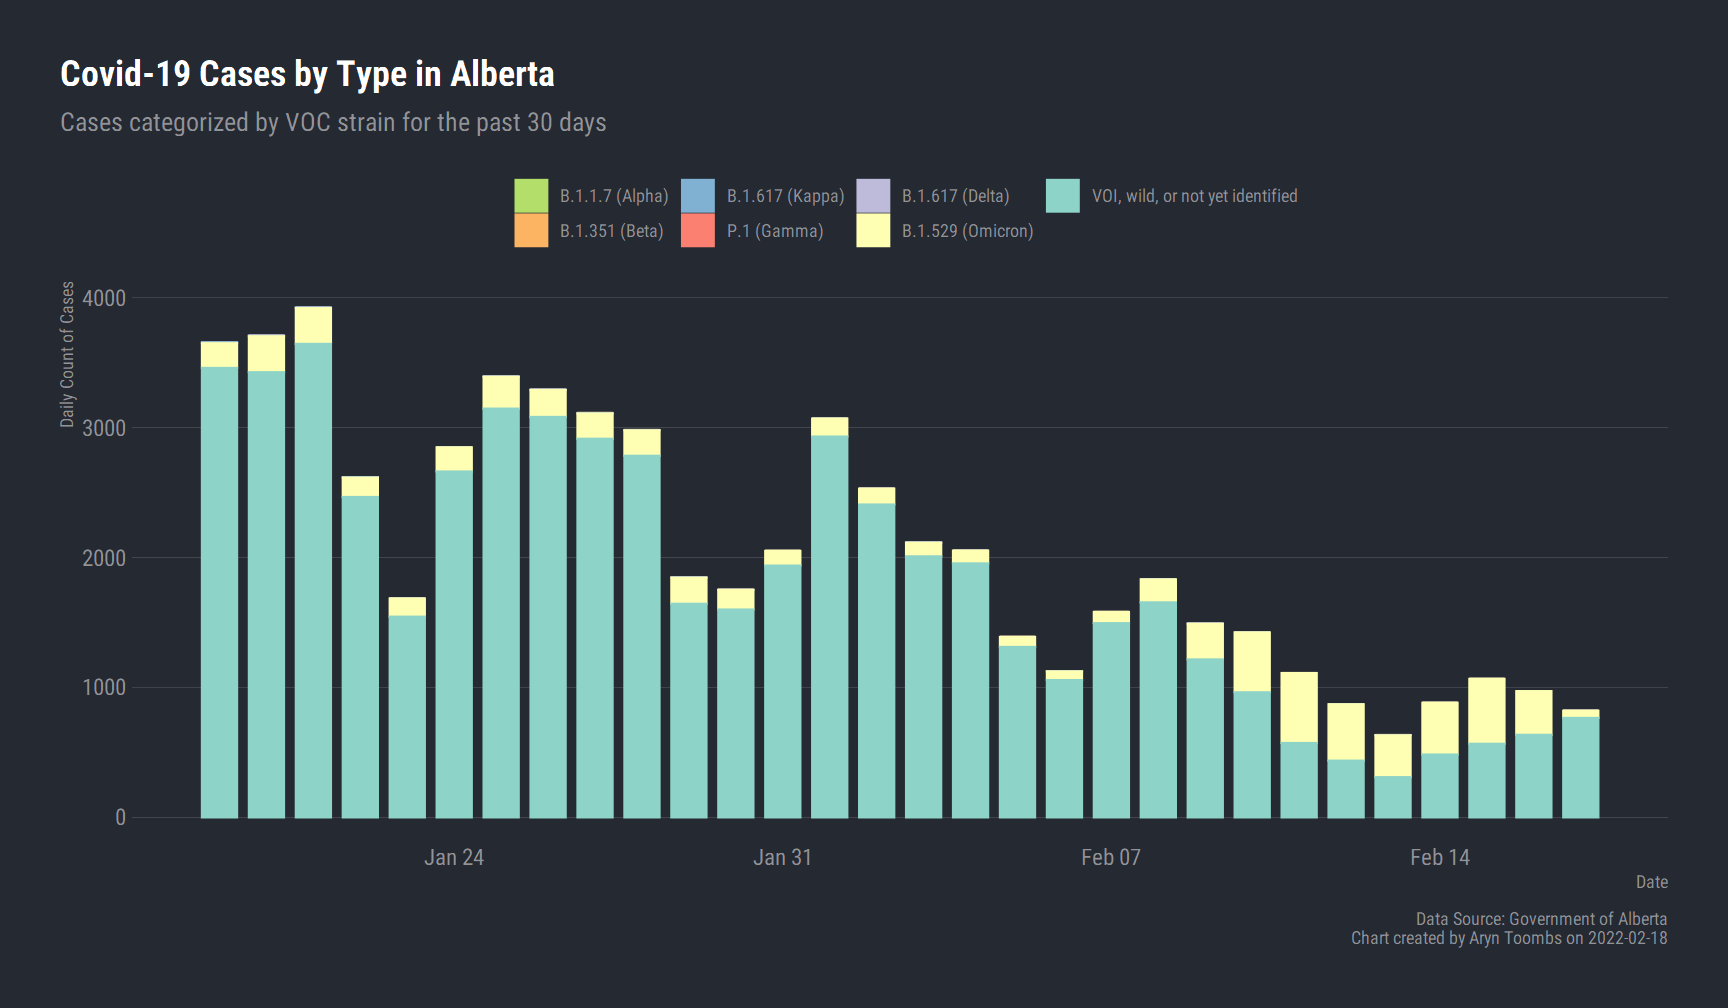 Covid-19 Cases by Type in Alberta
Cases categorized by VOC strain for the past 30 days
B.1.1.7 (Alpha) B.1.617 (Kappa) B.1.617 (Delta) VOI, wild, or not yet identified
B.1.351 (Beta) P.1 (Gamma) B.1.529 (Omicron)
Daily Count of Cases
4000
3000
2000
1000
0
Jan 24 Jan 31 Feb 07 Feb 14
Date
Data Source: Government of Alberta
Chart created by Aryn Toombs on 2022-02-18